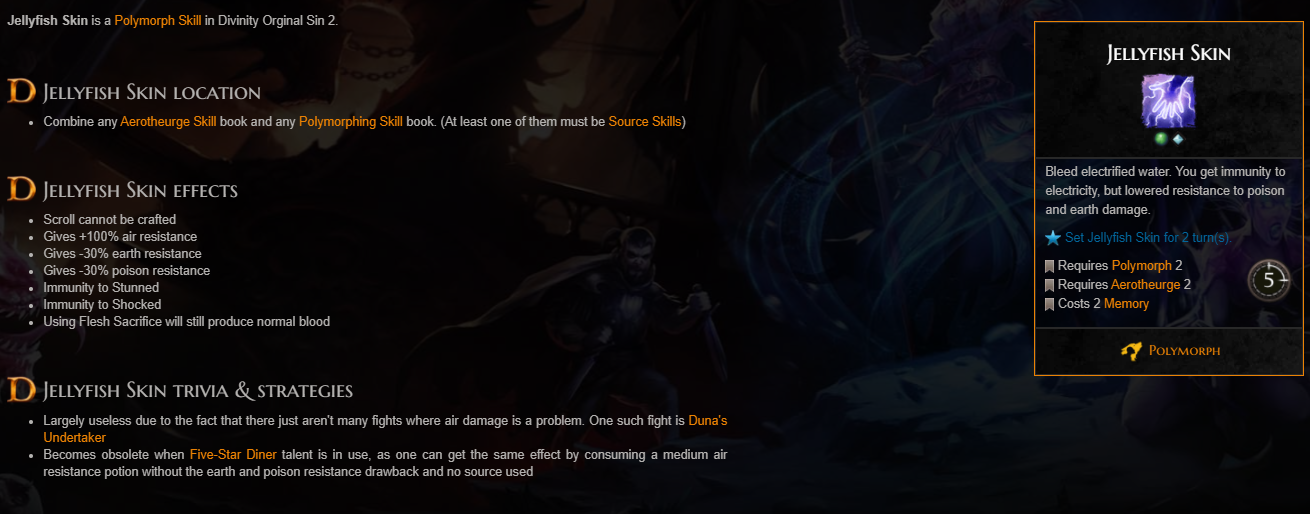 Jellyfish Skin is a Polymorph Skill in Divinity Orginal Sin 2.
Jellyfish Skin location
Combine any Aerotheurge Skill book and any Polymorphing Skill book. (At least one of them must be Source Skills)
Jellyfish Skin effects
Scroll cannot be crafted
Gives +100% air resistance
Gives -30% earth resistance
Gives -30% poison resistance
Immunity to Stunned
Immunity to Shocked
Using Flesh Sacrifice will still produce normal blood
Jellyfish Skin trivia & strategies
Largely useless due to the fact that there just aren't many fights where air damage is a problem. One such fight is Duna's
Undertaker
Becomes obsolete when Five-Star Diner talent is in use, as one can get the same effect by consuming a medium air
resistance potion without the earth and poison resistance drawback and no source used
Jellyfish Skin
Bleed electrified water. You get immunity to
electricity, but lowered resistance to poison
and earth damage.
Set Jellyfish Skin for 2 turn(s).
Requires Polymorph 2
Requires Aerotheurge 2
Costs 2 Memory
5
Polymorph